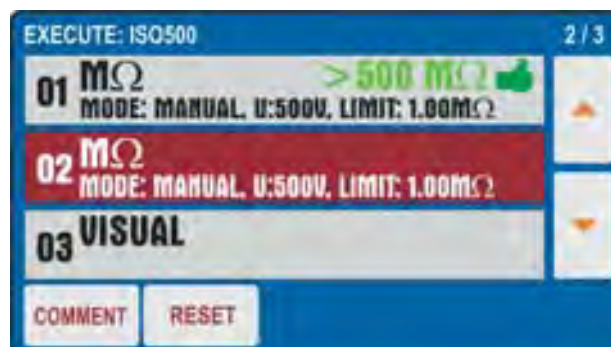 EXECUTE: ISO500 2/3
01 MΩ >500 MΩ
MODE: MANUAL, U:500V, LIMIT: 1.00MΩ
02 MΩ
MODE: MANUAL, U:500V, LIMIT: 1.00MΩ
03 VISUAL
COMMENT RESET